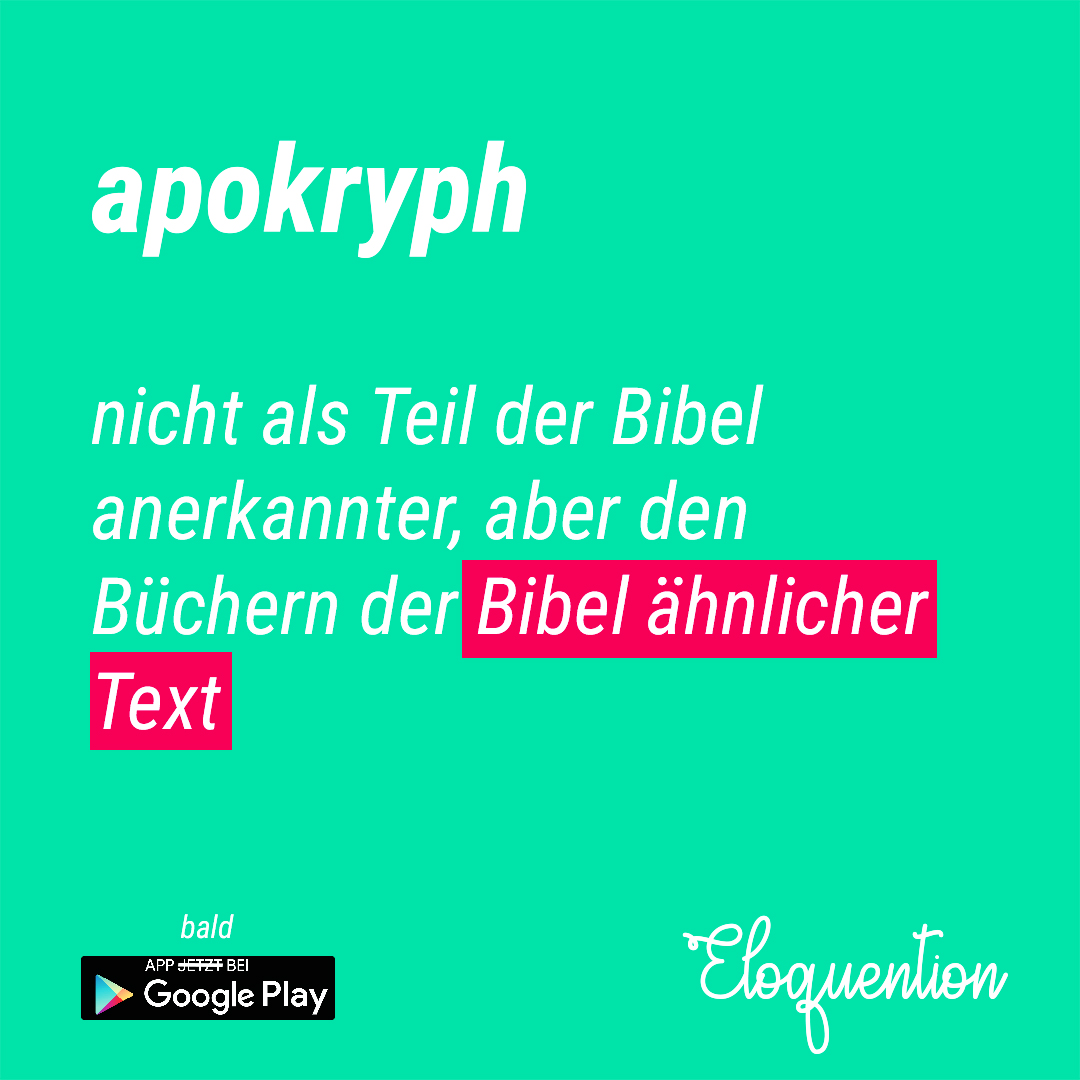 apokryph
nicht als Teil der Bibel
anerkannter, aber den
Büchern der Bibel ähnlicher
Text
bald
APP JETZT BEI
Google Play
Eloquention